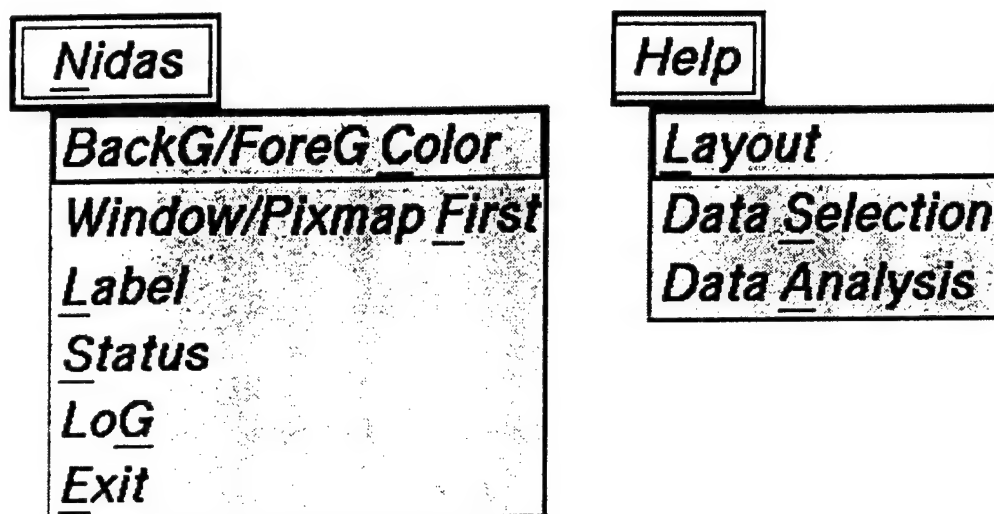 Nidas
BackG/ForeG Color
Window/Pixmap First
Label
Status
LoG
Exit
Help
Layout
Data Selection
Data Analysis